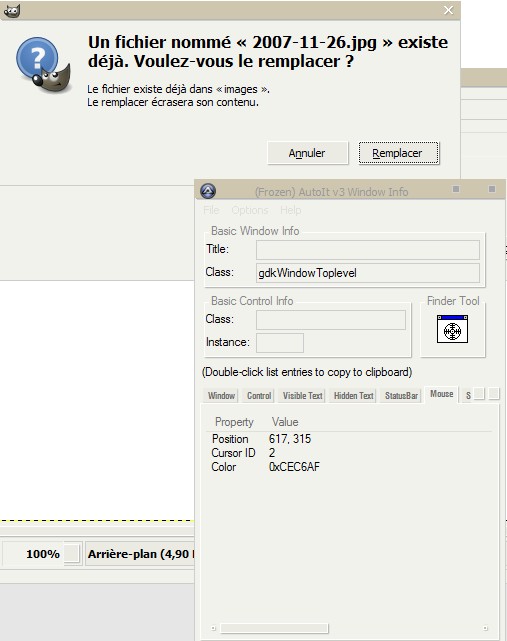 Un fichier nommé « 2007-11-26.jpg » existe
déjà. Voulez-vous le remplacer ?
Le fichier existe déjà dans « images ».
Le remplacer écrasera son contenu.
Annuler
Remplacer
(Frozen) AutoIt v3 Window Info
File Options Help
Basic Window Info
Title:
Class: gdkWindowToplevel
Basic Control Info
Finder Tool
Class:
Instance:
(Double-click list entries to copy to clipboard)
Window Control Visible Text Hidden Text StatusBar Mouse S
Property Value
Position 617, 315
Cursor ID 2
Color 0xCEC6AF
100% Arrière-plan (4,90